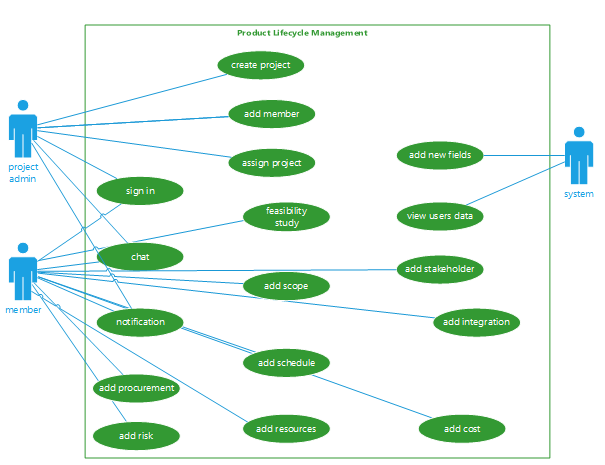 Product Lifecycle Management
create project
add member
project
admin
assign project
add new fields
system
sign in
feasibility
study
view users data
chat
add stakeholder
member
add scope
notification
add integration
add schedule
add procurement
add risk
add resources
add cost